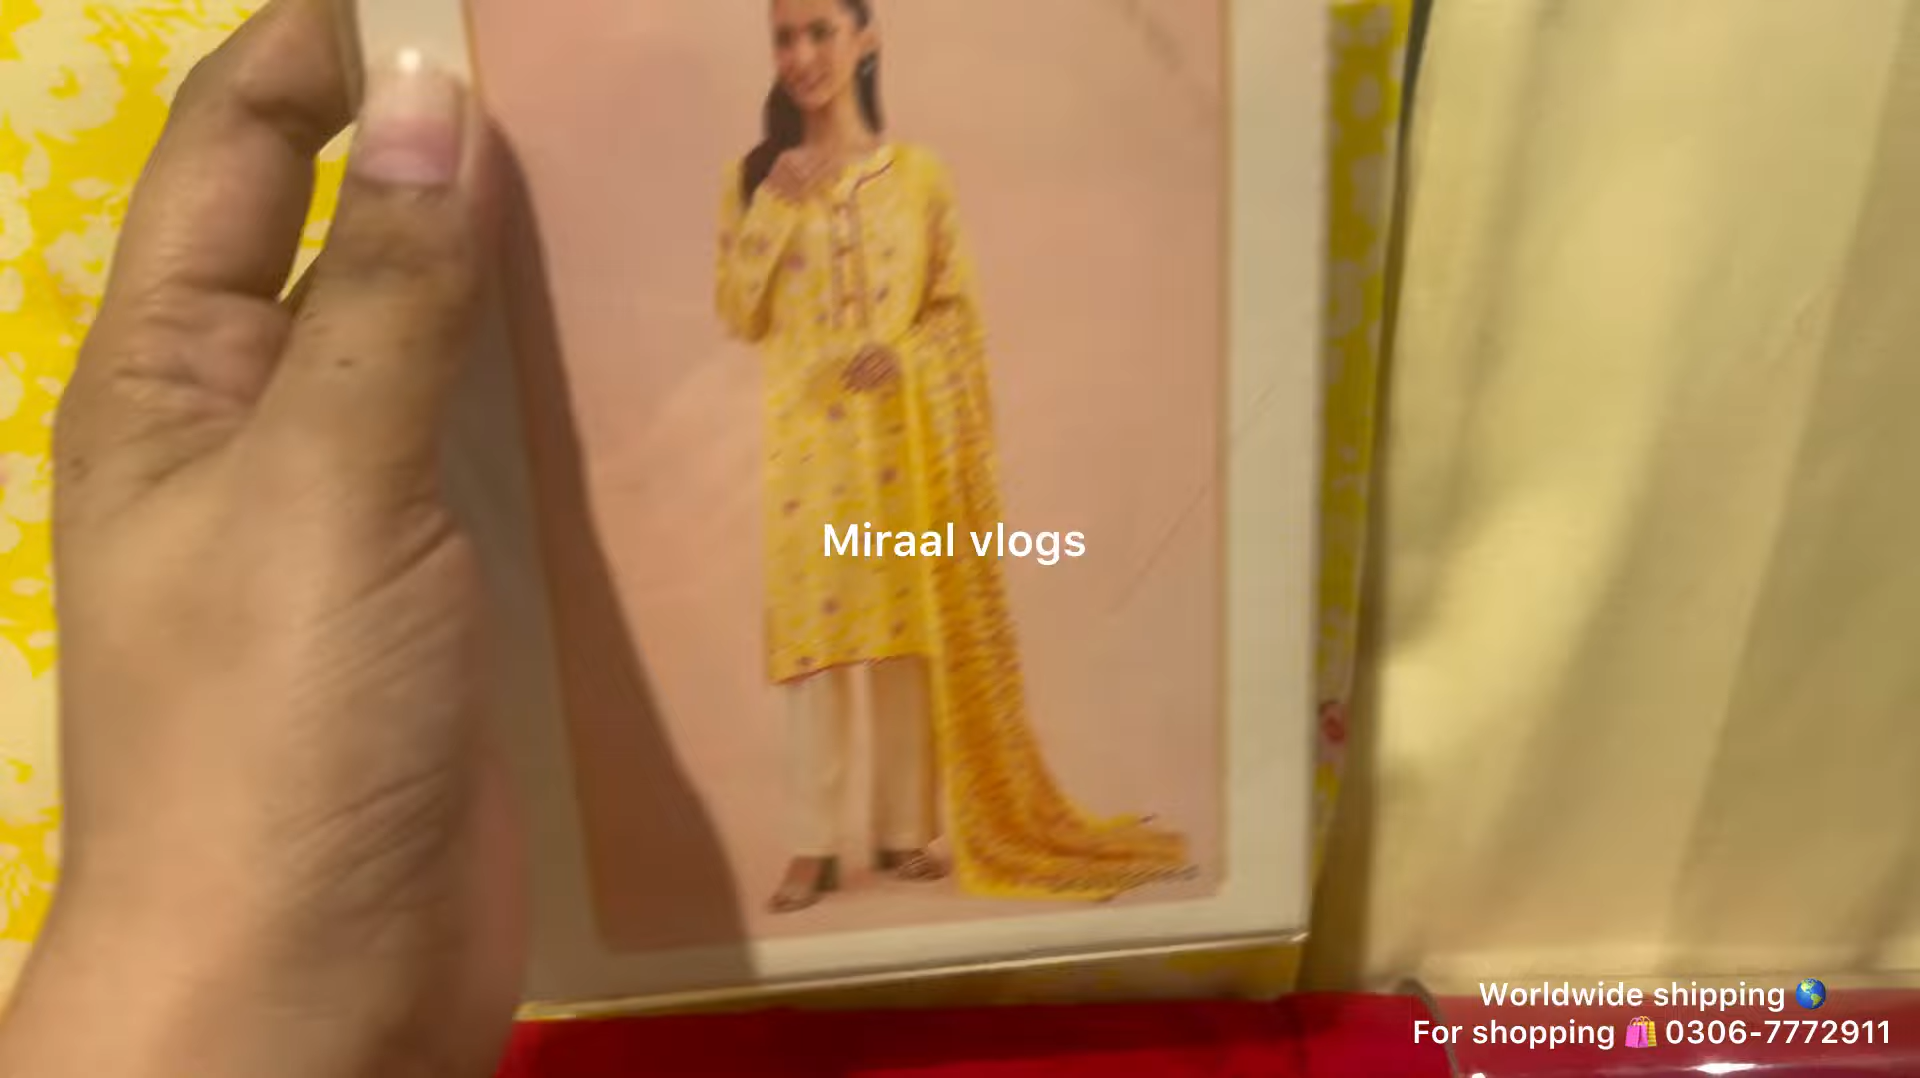 Miraal vlogs
Worldwide shipping 🌎
For shopping 🛍️ 0306-7772911